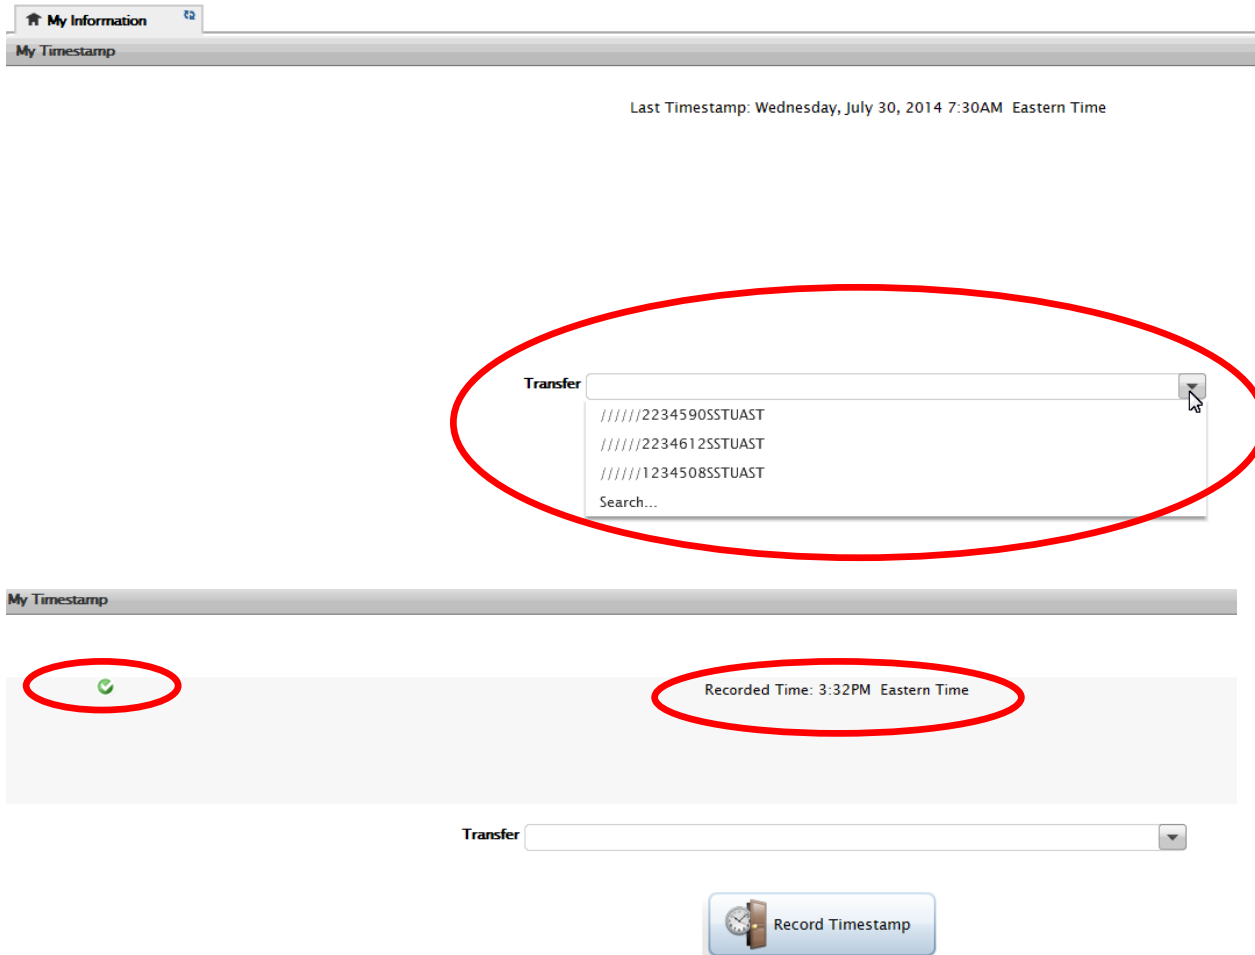 My Information
My Timestamp
Last Timestamp: Wednesday, July 30, 2014 7:30AM Eastern Time
Transfer
//////2234590SSTUAST
//////2234612SSTUAST
//////1234508SSTUAST
Search...
My Timestamp
Recorded Time: 3:32PM Eastern Time
Transfer
Record Timestamp